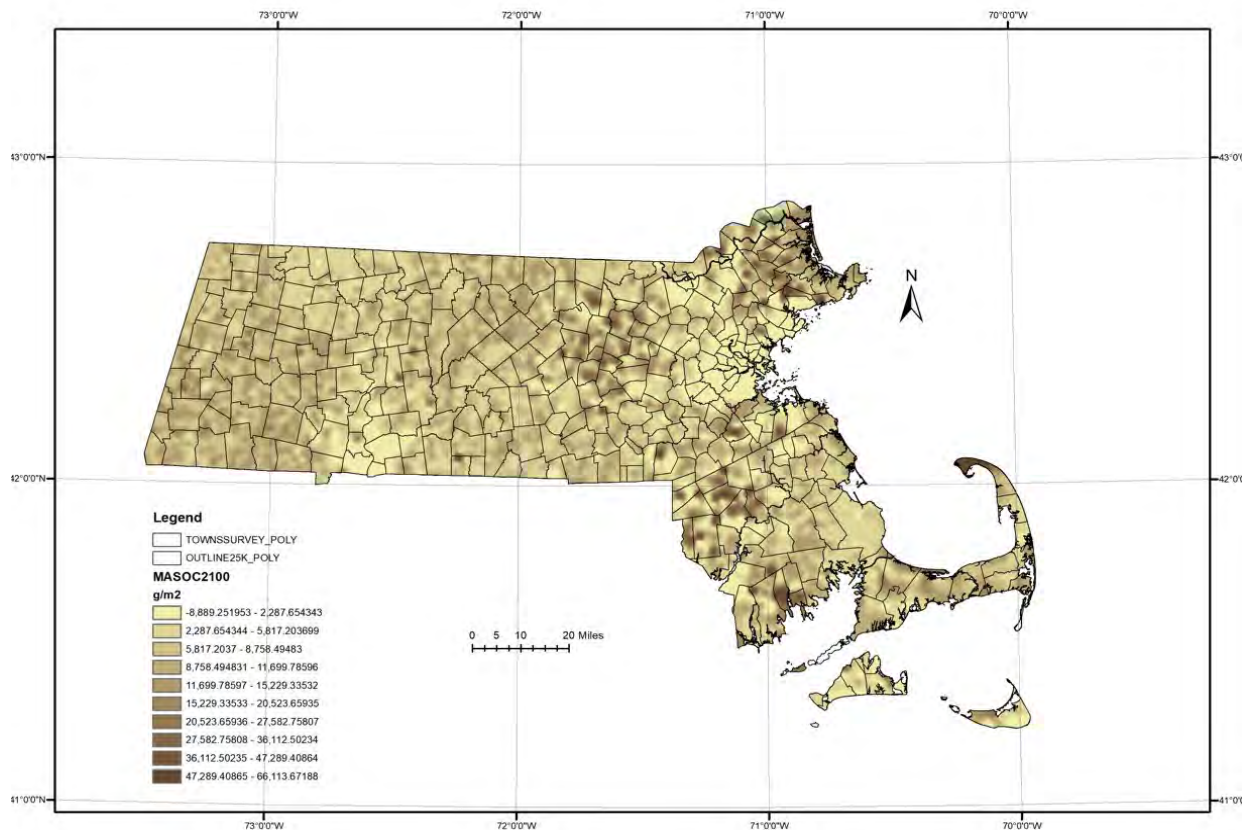 73°0'0"W 72°0'0"W 71°0'0"W 70°0'0"W
43°0'0"N 43°0'0"N
N
42°0'0"N 42°0'0"N
Legend
TOWNSSURVEY_POLY
OUTLINE25K_POLY
MASOC2100
g/m2
-8,889.251953 - 2,287.654343
2,287.654344 - 5,817.203699
5,817.2037 - 8,758.49483
8,758.494831 - 11,699.78596
11,699.78597 - 15,229.33532
15,229.33533 - 20,523.65935
20,523.65936 - 27,582.75807
27,582.75808 - 36,112.50234
36,112.50235 - 47,289.40864
47,289.40865 - 66,113.67188
0 5 10 20 Miles
41°0'0"N 41°0'0"N
73°0'0"W 72°0'0"W 71°0'0"W 70°0'0"W